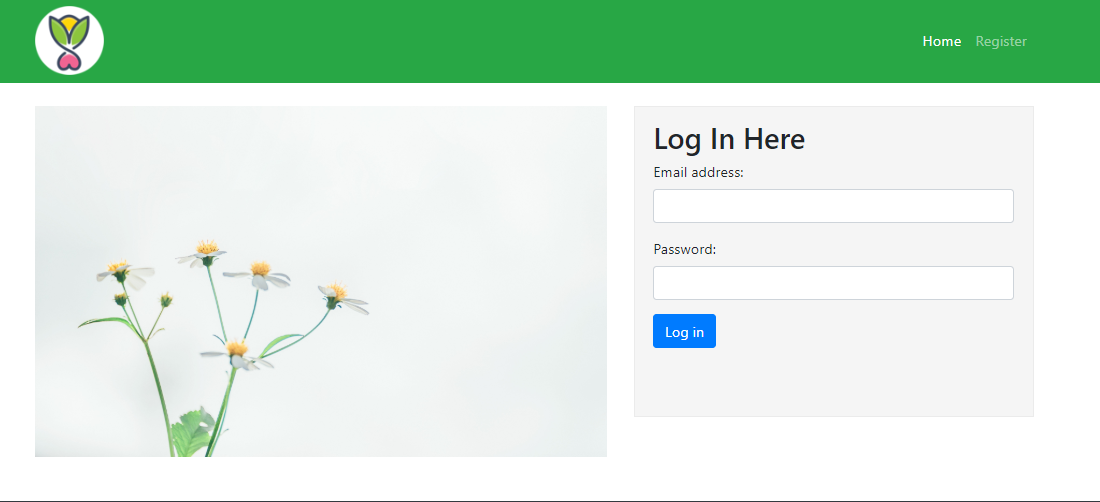 Home Register
Log In Here
Email address:
Password:
Log in